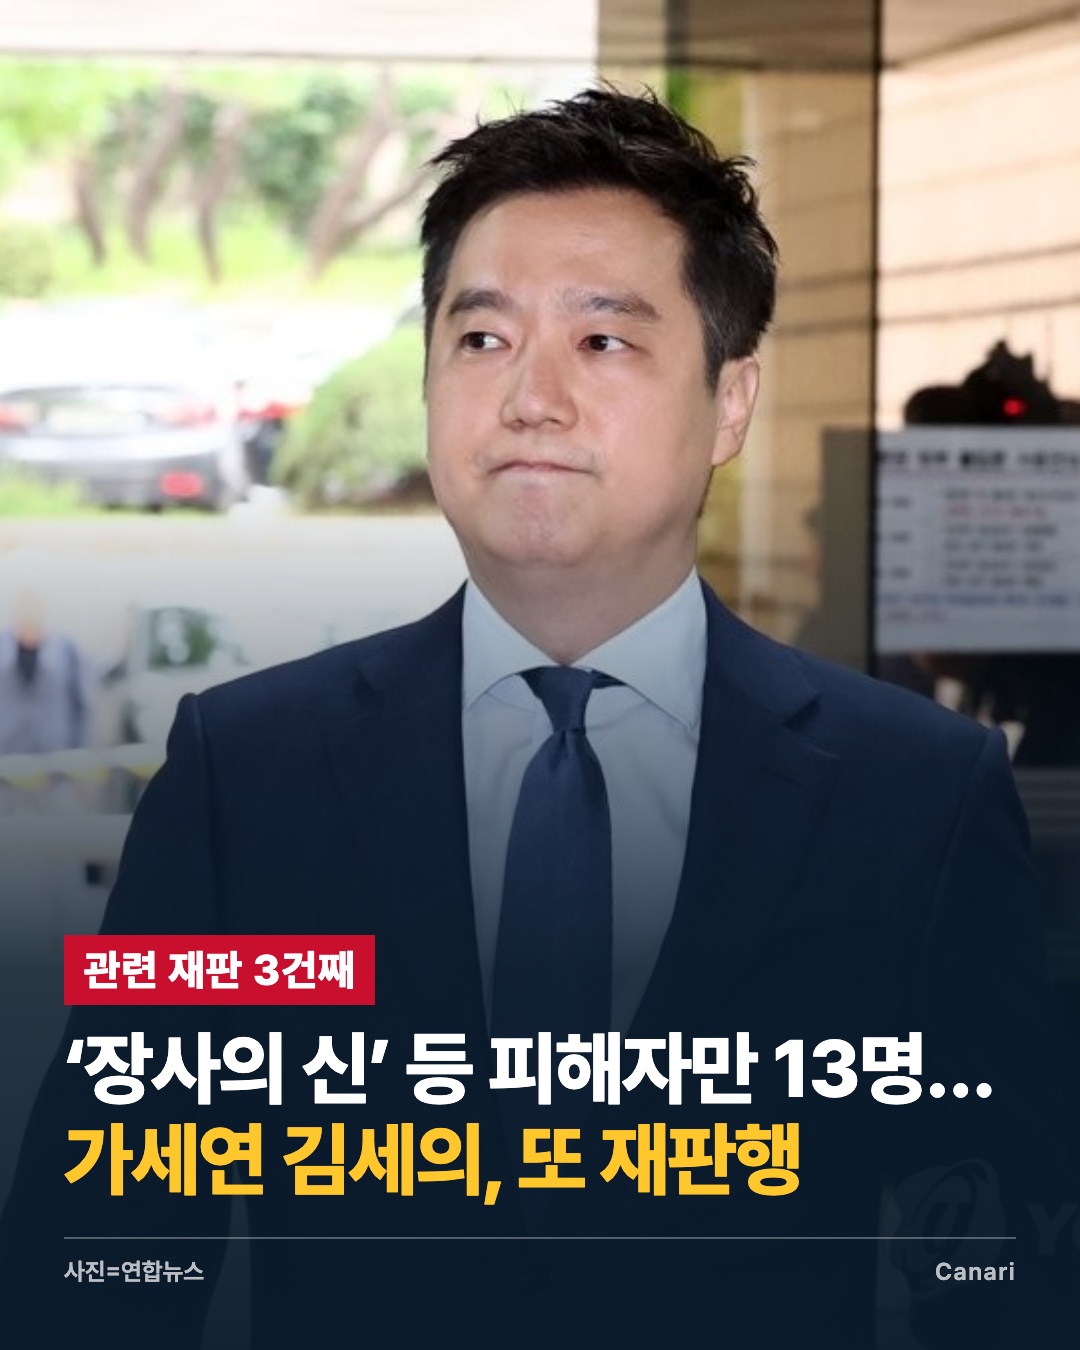 관련 재판 3건째
‘장사의 신’ 등 피해자만 13명...
가세연 김세의, 또 재판행
사진=연합뉴스
Canari